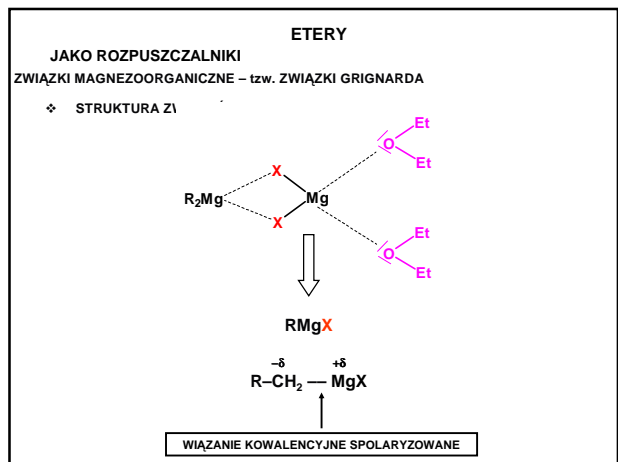 ETERY
JAKO ROZPUSZCZALNIKI
ZWIĄZKI MAGNEZOORGANICZNE – tzw. ZWIĄZKI GRIGNARDA
❖ STRUKTURA
Et
O
Et
X
R₂Mg Mg
X
Et
O
Et
RMgX
–δ +δ
R–CH₂ –– MgX
WIĄZANIE KOWALENCYJNE SPOLARYZOWANE